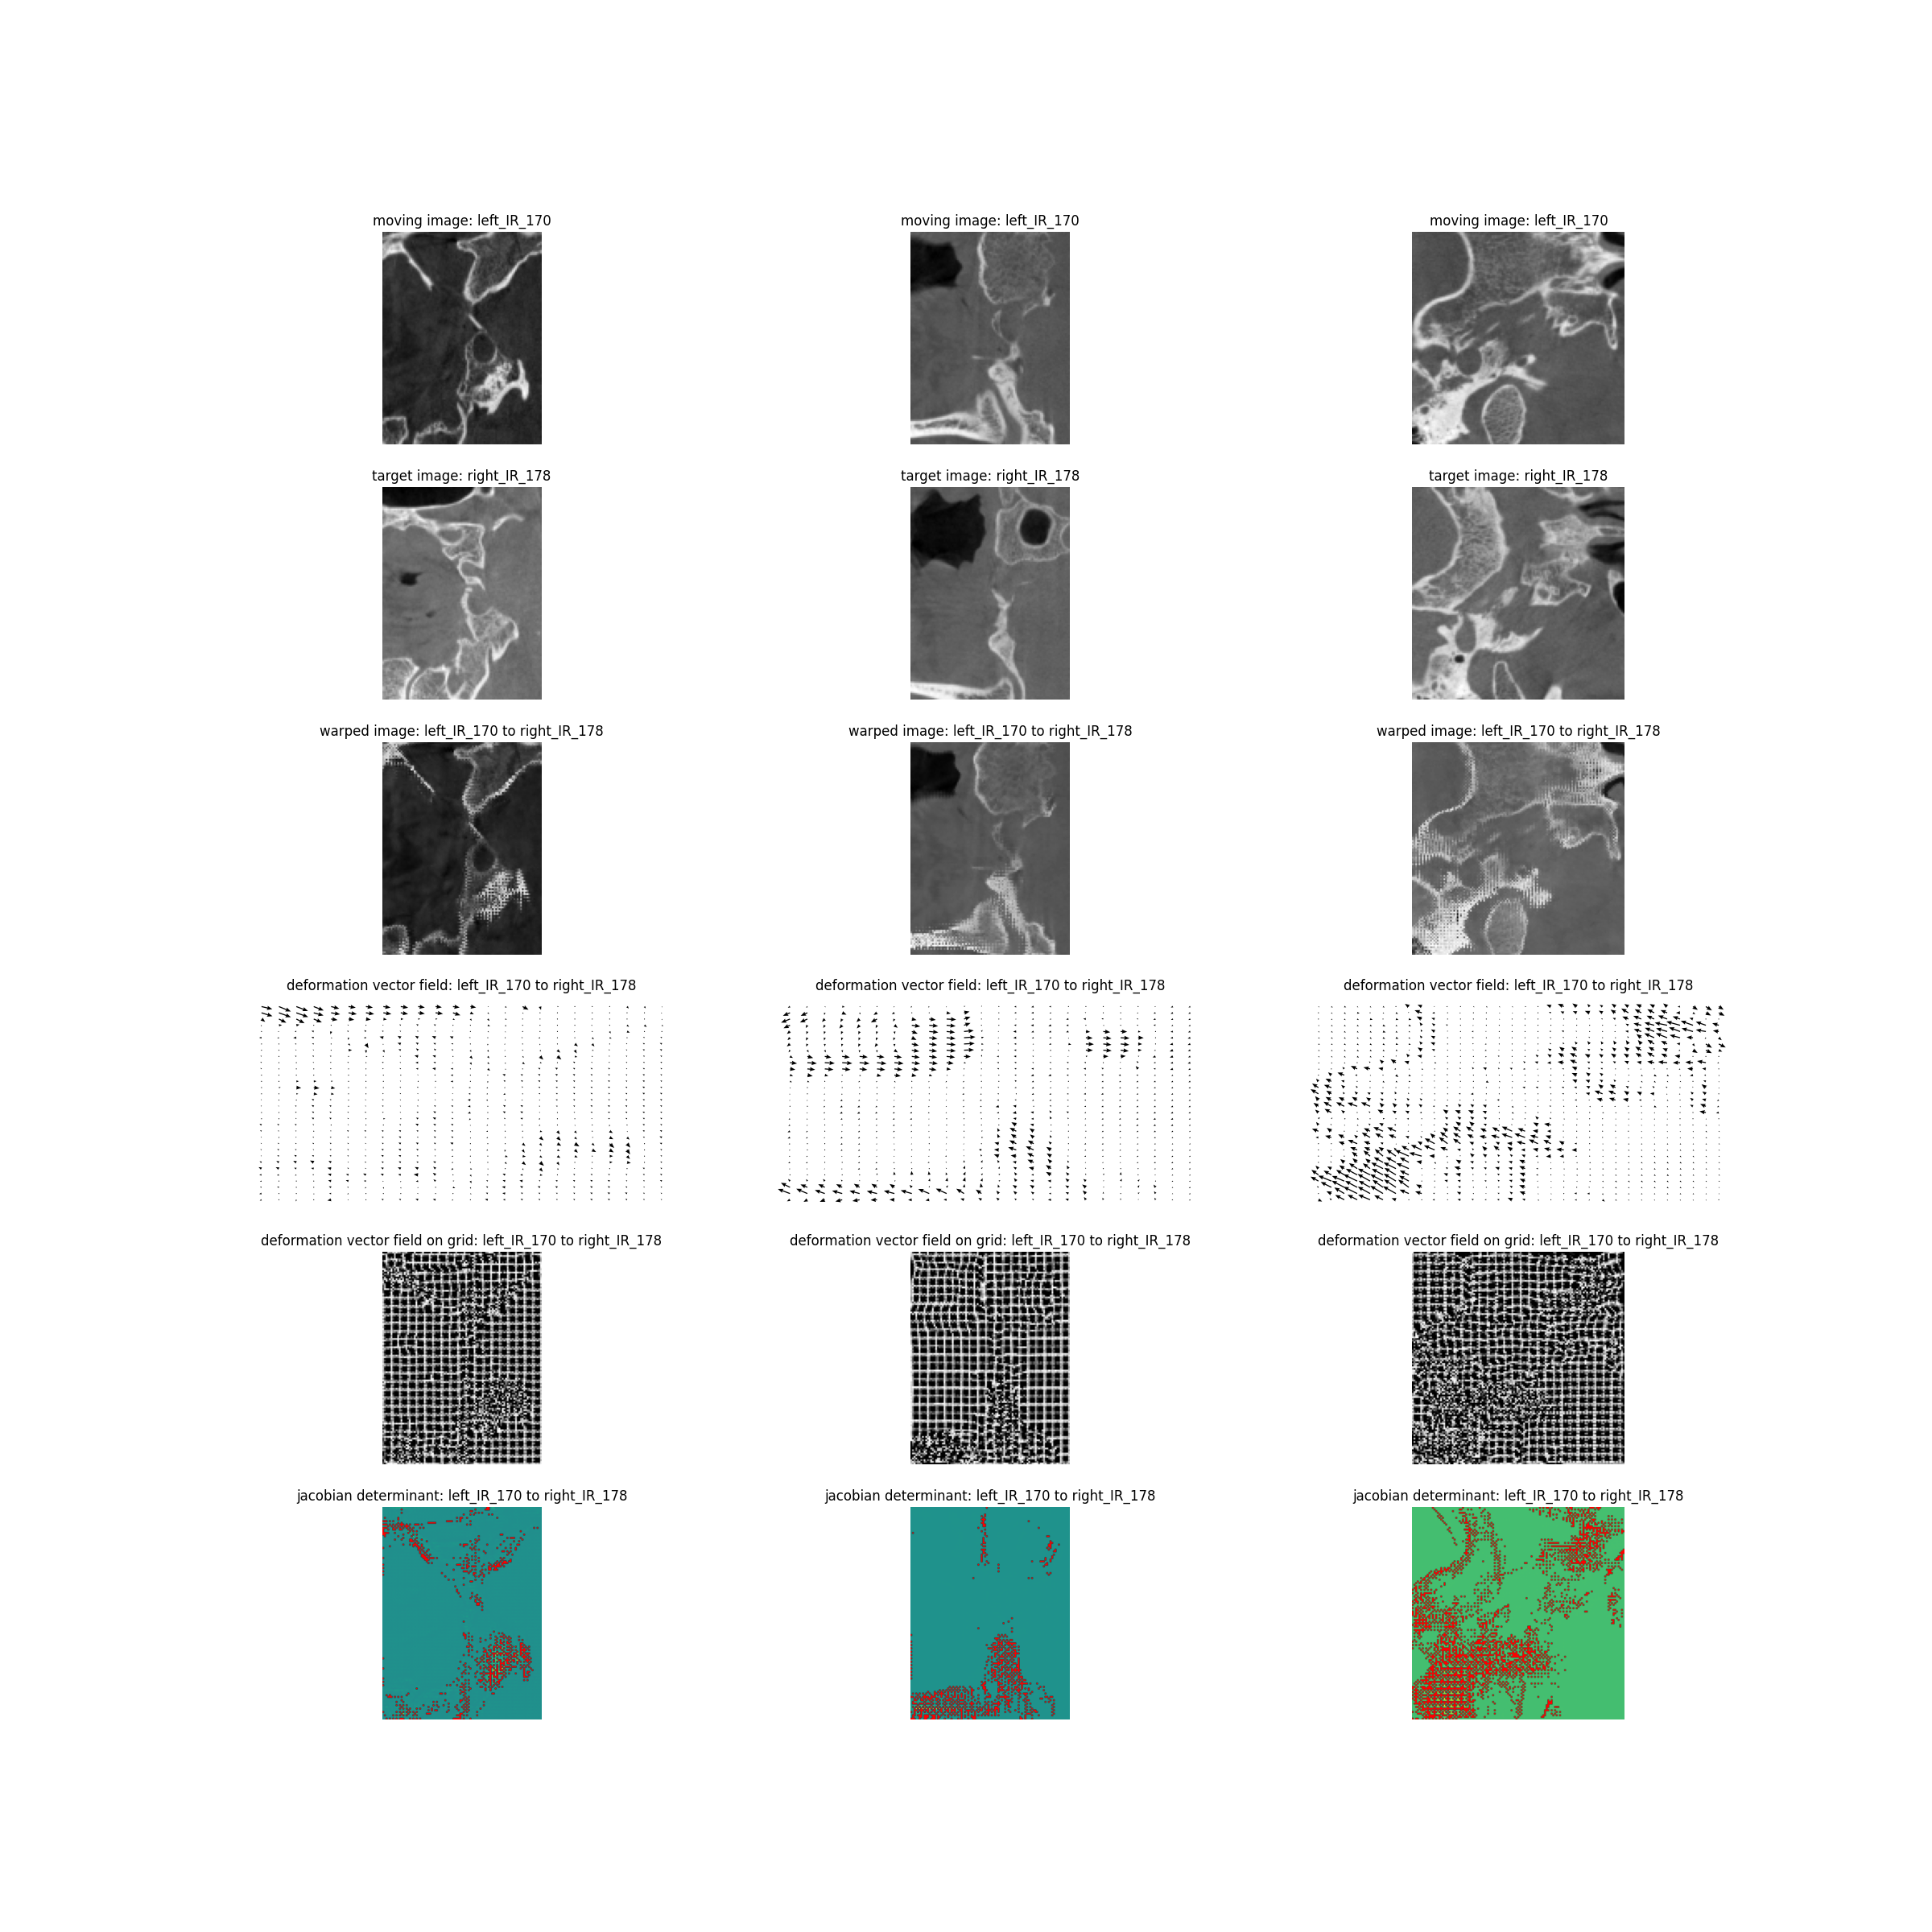 moving image: left_IR_170
moving image: left_IR_170
moving image: left_IR_170
target image: right_IR_178
target image: right_IR_178
target image: right_IR_178
warped image: left_IR_170 to right_IR_178
warped image: left_IR_170 to right_IR_178
warped image: left_IR_170 to right_IR_178
deformation vector field: left_IR_170 to right_IR_178
deformation vector field: left_IR_170 to right_IR_178
deformation vector field: left_IR_170 to right_IR_178
deformation vector field on grid: left_IR_170 to right_IR_178
deformation vector field on grid: left_IR_170 to right_IR_178
deformation vector field on grid: left_IR_170 to right_IR_178
jacobian determinant: left_IR_170 to right_IR_178
jacobian determinant: left_IR_170 to right_IR_178
jacobian determinant: left_IR_170 to right_IR_178